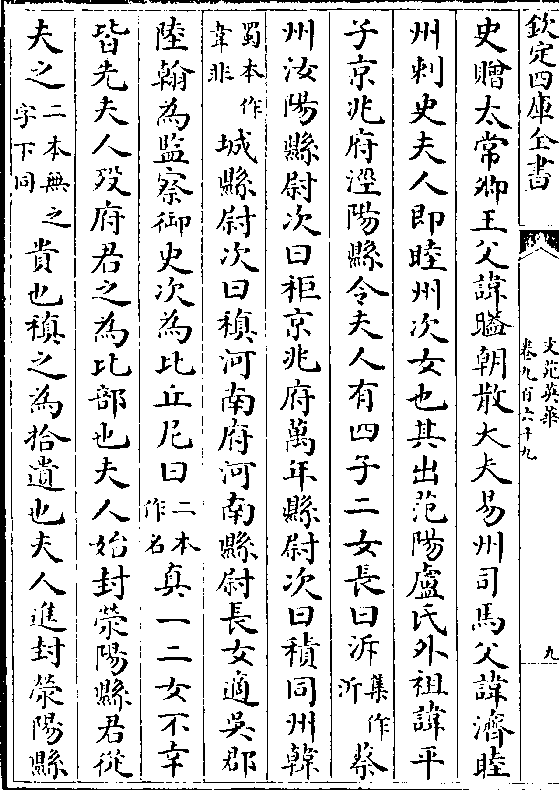 欽定四庫全書
文苑英華
卷九百六十九
九
史贈太常卿王父諱䁨朝散大夫易州司馬父諱濟睦
州刺史夫人即睦州次女也其出范陽盧氏外祖諱平
子京兆府涇陽縣令夫人有四子二女長曰泝集作沂蔡
州汝陽縣尉次曰秬京兆府萬年縣尉次曰積同州韓
蜀本作韋非城縣尉次曰稹河南府河南縣尉長女適吳郡
陸翰為監察御史次為比丘尼曰二本作名真一二女不幸
皆先夫人歿府君之為比部也夫人始封滎陽縣君從
夫之二本無之字下同貴也稹之為拾遺也夫人進封滎陽縣